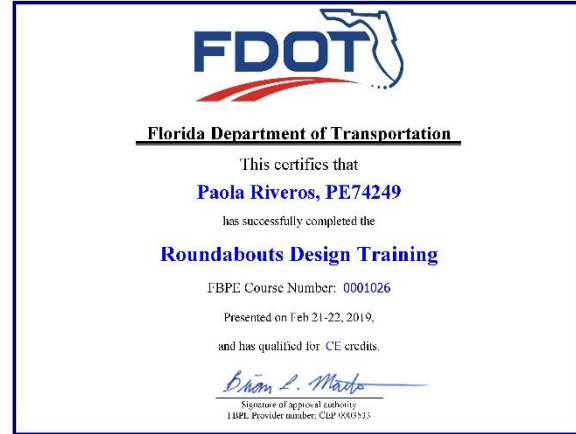 FDOT
Florida Department of Transportation
This certifies that
Paola Riveros, PE74249
has successfully completed the
Roundabouts Design Training
FBPE Course Number: 0001026
Presented on Feb 21-22, 2019,
and has qualified for CE credits.
Signature of approval authority
FBPE Provider number: CEP 0003533